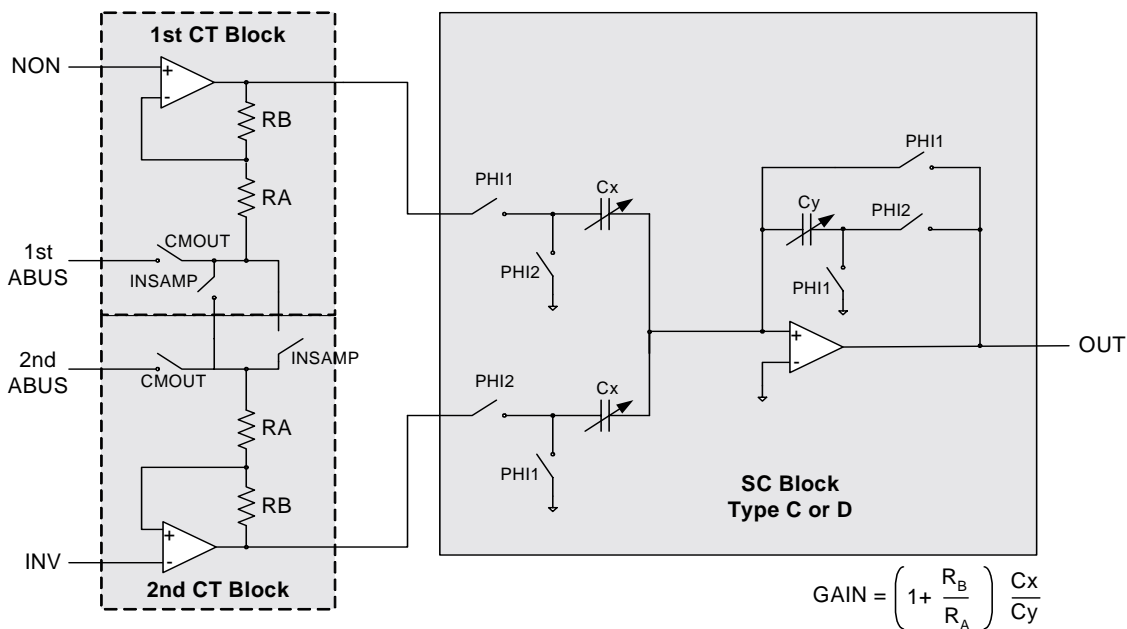 1st CT Block
NON
+
-
RB
RA
CMOUT
1st
ABUS
INSAMP
INSAMP
2nd
ABUS
CMOUT
RA
RB
+
-
INV
2nd CT Block
PHI1
Cx
PHI2
PHI1
Cy
PHI2
PHI1
+
-
OUT
PHI2
Cx
PHI1
SC Block
Type C or D
GAIN = (1+ R_B / R_A) Cx / Cy